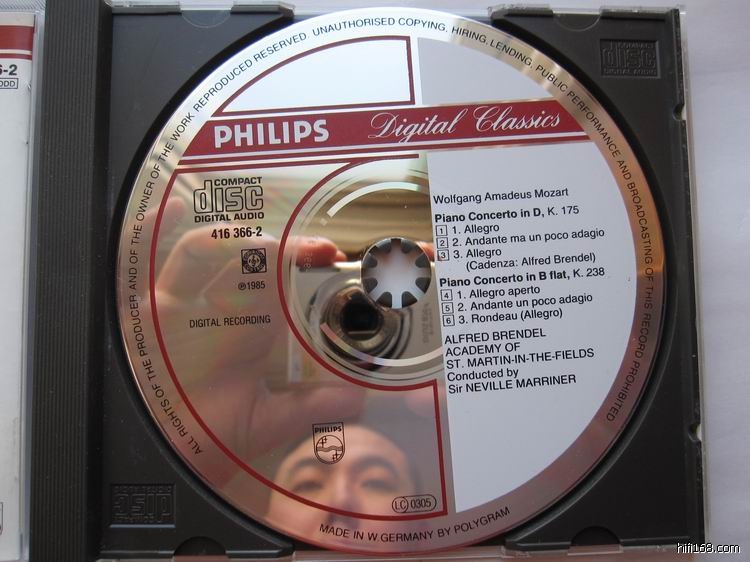 6-2
DDD
COMPACT
disc
DIGITAL AUDIO
ALL RIGHTS OF THE PRODUCER AND OF THE OWNER OF THE WORK REPRODUCED RESERVED. UNAUTHORISED COPYING, HIRING, LENDING, PUBLIC PERFORMANCE AND BROADCASTING OF THIS RECORD PROHIBITED
PHILIPS Digital Classics
COMPACT
disc
DIGITAL AUDIO
416 366-2
℗1985
DIGITAL RECORDING
Wolfgang Amadeus Mozart
Piano Concerto in D, K. 175
1 1. Allegro
2 2. Andante ma un poco adagio
3 3. Allegro
(Cadenza: Alfred Brendel)
Piano Concerto in B flat, K. 238
4 1. Allegro aperto
5 2. Andante un poco adagio
6 3. Rondeau (Allegro)
ALFRED BRENDEL
ACADEMY OF
ST. MARTIN-IN-THE-FIELDS
Conducted by
Sir NEVILLE MARRINER
PHILIPS
LC 0305
MADE IN W.GERMANY BY POLYGRAM
disc
hifi168.com